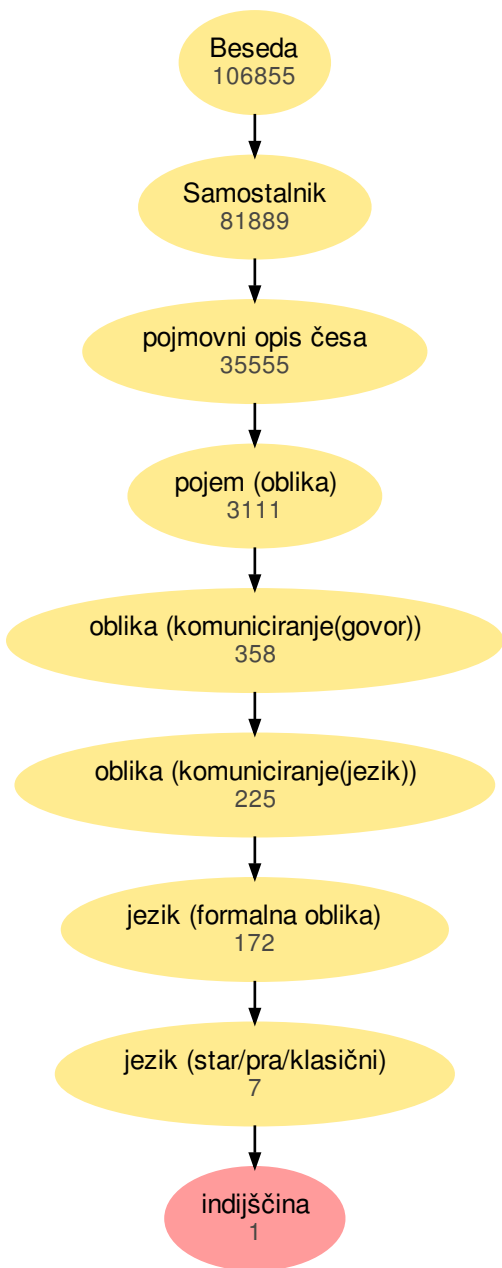 Beseda
106855
Samostalnik
81889
pojmovni opis česa
35555
pojem (oblika)
3111
oblika (komuniciranje(govor))
358
oblika (komuniciranje(jezik))
225
jezik (formalna oblika)
172
jezik (star/pra/klasični)
7
indijščina
1